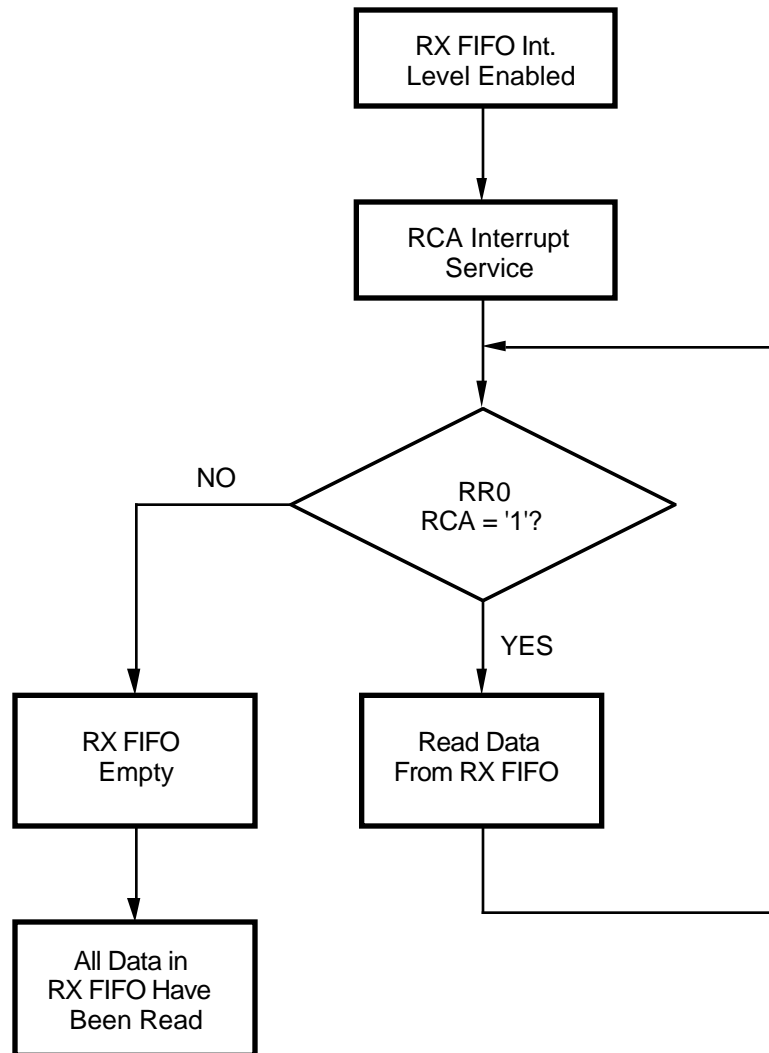 RX FIFO Int.
Level Enabled
RCA Interrupt
Service
RR0
RCA = '1'?
NO
YES
RX FIFO
Empty
Read Data
From RX FIFO
All Data in
RX FIFO Have
Been Read